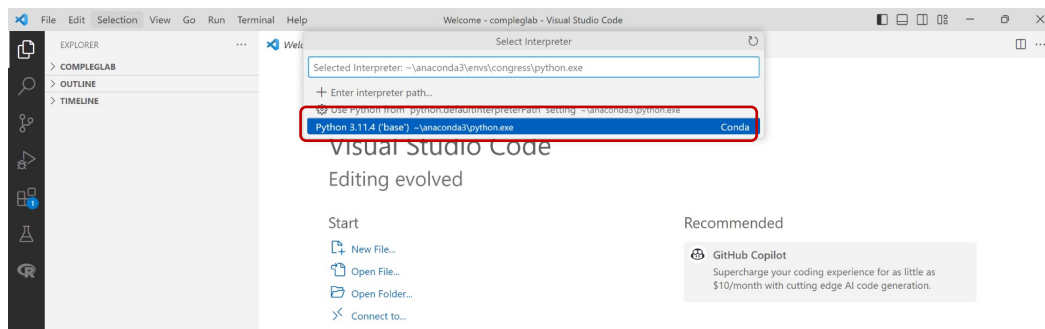 File Edit Selection View Go Run Terminal Help
Welcome - compleglab - Visual Studio Code
EXPLORER
COMPLEGLAB
OUTLINE
TIMELINE
1
Select Interpreter
Selected Interpreter: ~\anaconda3\envs\congress\python.exe
+ Enter interpreter path...
Use Python from 'python.defaultInterpreterPath' setting ~\anaconda3\python.exe
Python 3.11.4 ('base') ~\anaconda3\python.exe Conda
Visual Studio Code
Editing evolved
Start
New File...
Open File...
Open Folder...
Connect to...
Recommended
GitHub Copilot
Supercharge your coding experience for as little as
$10/month with cutting edge AI code generation.